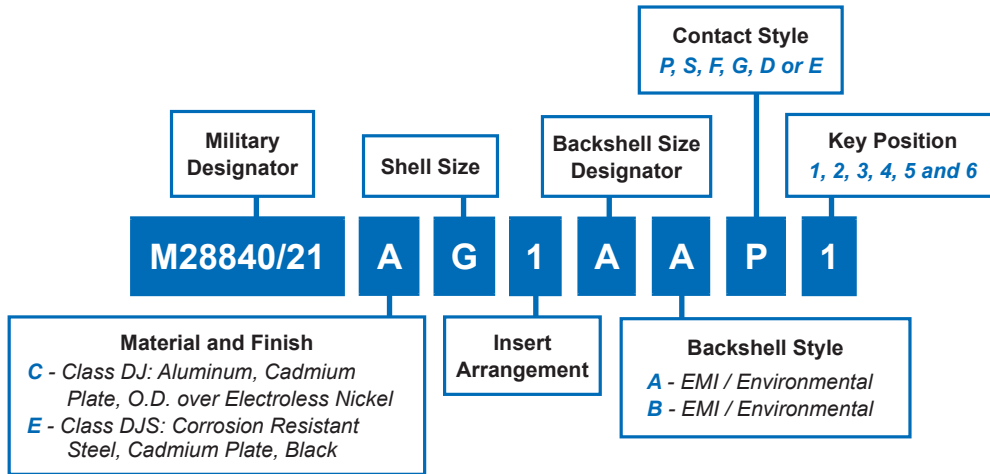 Contact Style
P, S, F, G, D or E
Military
Designator
Shell Size
Backshell Size
Designator
Key Position
1, 2, 3, 4, 5 and 6
M28840/21 A G 1 A A P 1
Material and Finish
C - Class DJ: Aluminum, Cadmium
Plate, O.D. over Electroless Nickel
E - Class DJS: Corrosion Resistant
Steel, Cadmium Plate, Black
Insert
Arrangement
Backshell Style
A - EMI / Environmental
B - EMI / Environmental